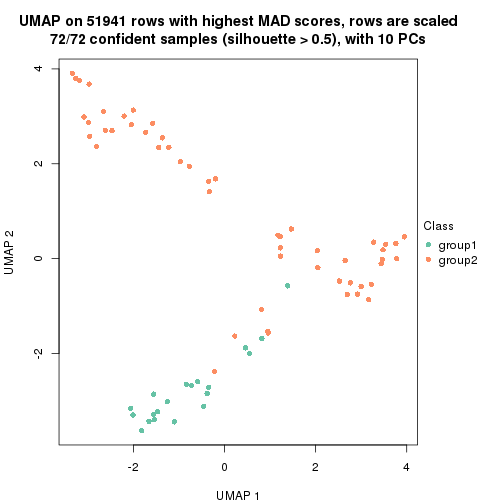 UMAP on 51941 rows with highest MAD scores, rows are scaled
72/72 confident samples (silhouette > 0.5), with 10 PCs
4
2
0
-2
UMAP 2
-2
0
2
4
UMAP 1
Class
group1
group2